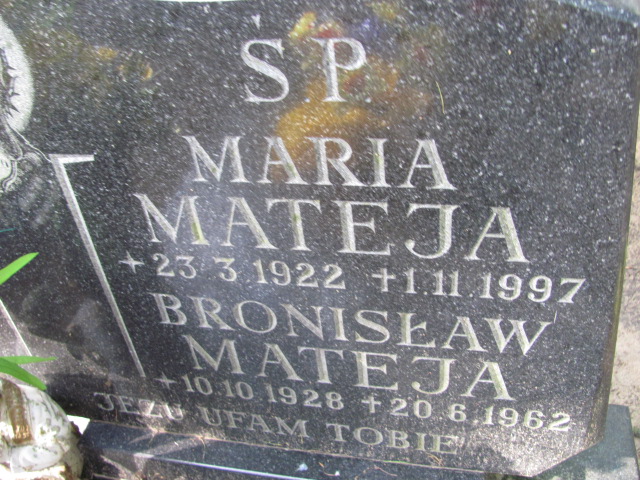 ŚP
MARIA
MATEJA
*23.3.1922 +1.11.1997
BRONISŁAW
MATEJA
*10.10.1928 +20.6.1962
JEZU UFAM TOBIE